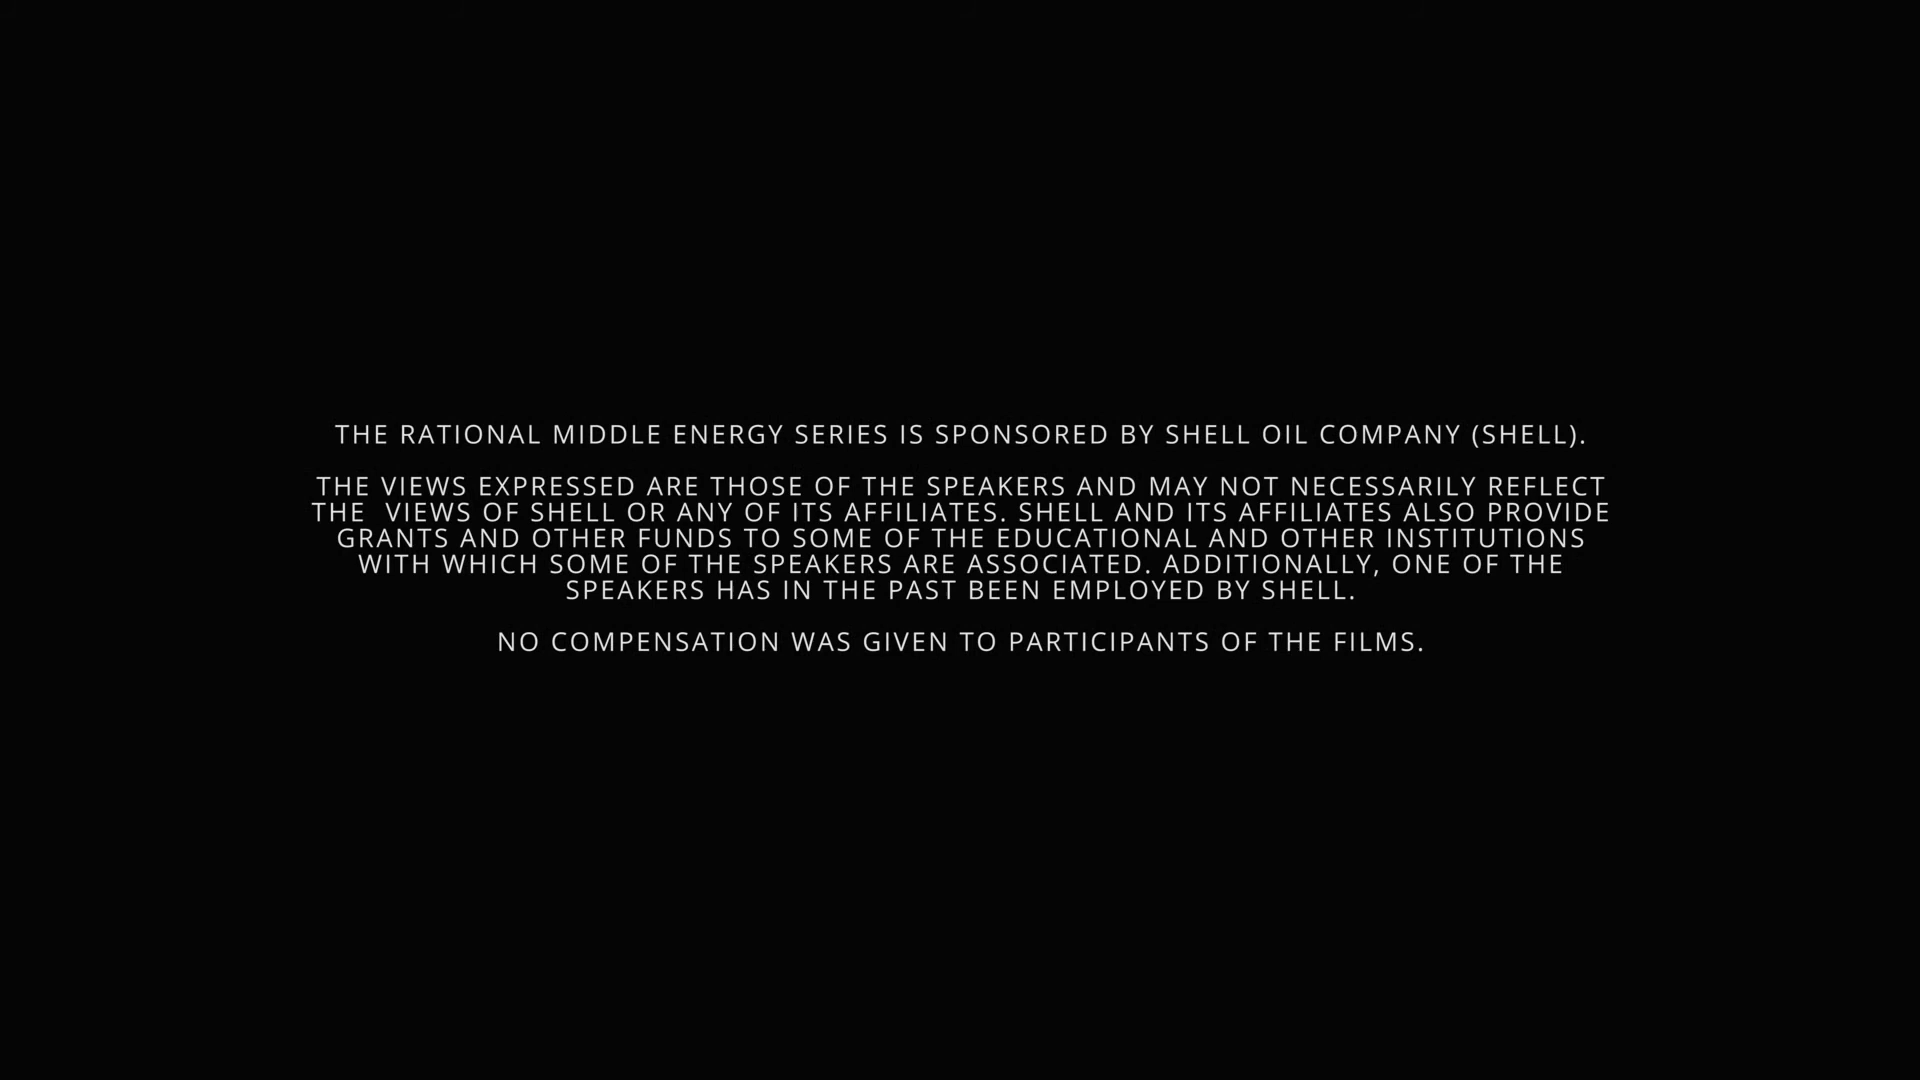 THE RATIONAL MIDDLE ENERGY SERIES IS SPONSORED BY SHELL OIL COMPANY (SHELL).
THE VIEWS EXPRESSED ARE THOSE OF THE SPEAKERS AND MAY NOT NECESSARILY REFLECT
THE  VIEWS OF SHELL OR ANY OF ITS AFFILIATES. SHELL AND ITS AFFILIATES ALSO PROVIDE
GRANTS AND OTHER FUNDS TO SOME OF THE EDUCATIONAL AND OTHER INSTITUTIONS
WITH WHICH SOME OF THE SPEAKERS ARE ASSOCIATED. ADDITIONALLY, ONE OF THE
SPEAKERS HAS IN THE PAST BEEN EMPLOYED BY SHELL.
NO COMPENSATION WAS GIVEN TO PARTICIPANTS OF THE FILMS.